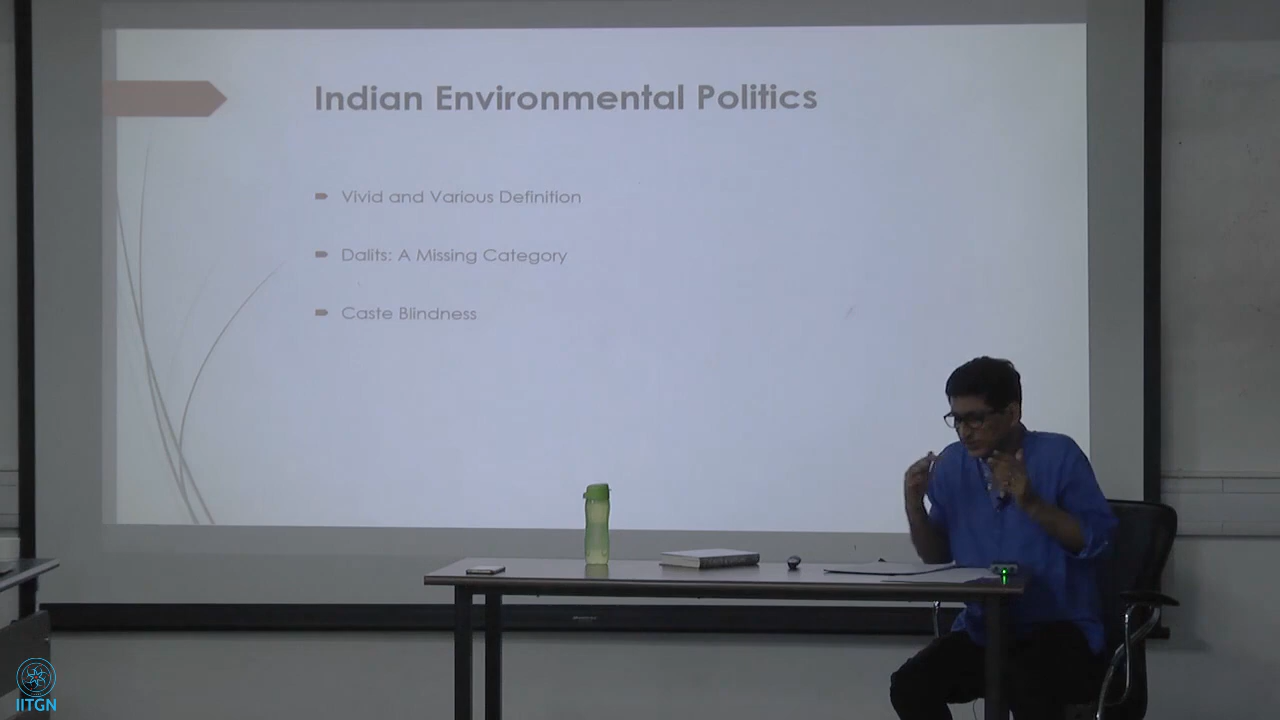 Indian Environmental Politics
Vivid and Various Definition
Dalits: A Missing Category
Caste Blindness
IITGN